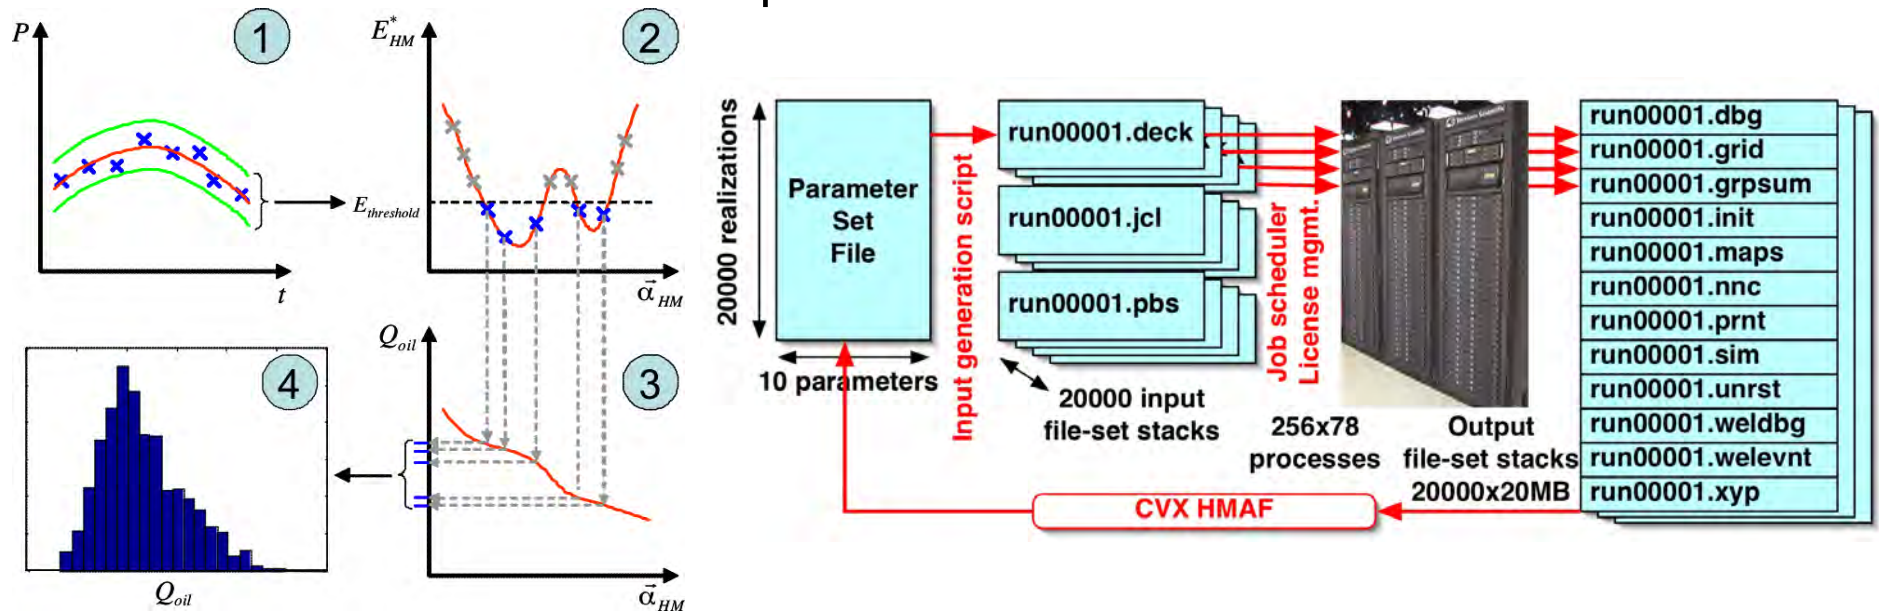 P
1
t
E*HM
2
Ethreshold
α⃗HM
Qoil
3
α⃗HM
4
Qoil
20000 realizations
Parameter
Set
File
10 parameters
Input generation script
run00001.deck
run00001.jcl
run00001.pbs
20000 input
file-set stacks
Job scheduler
License mgmt.
256x78
processes
Output
file-set stacks
20000x20MB
run00001.dbg
run00001.grid
run00001.grpsum
run00001.init
run00001.maps
run00001.nnc
run00001.prnt
run00001.sim
run00001.unrst
run00001.weldbg
run00001.welevnt
run00001.xyp
CVX HMAF